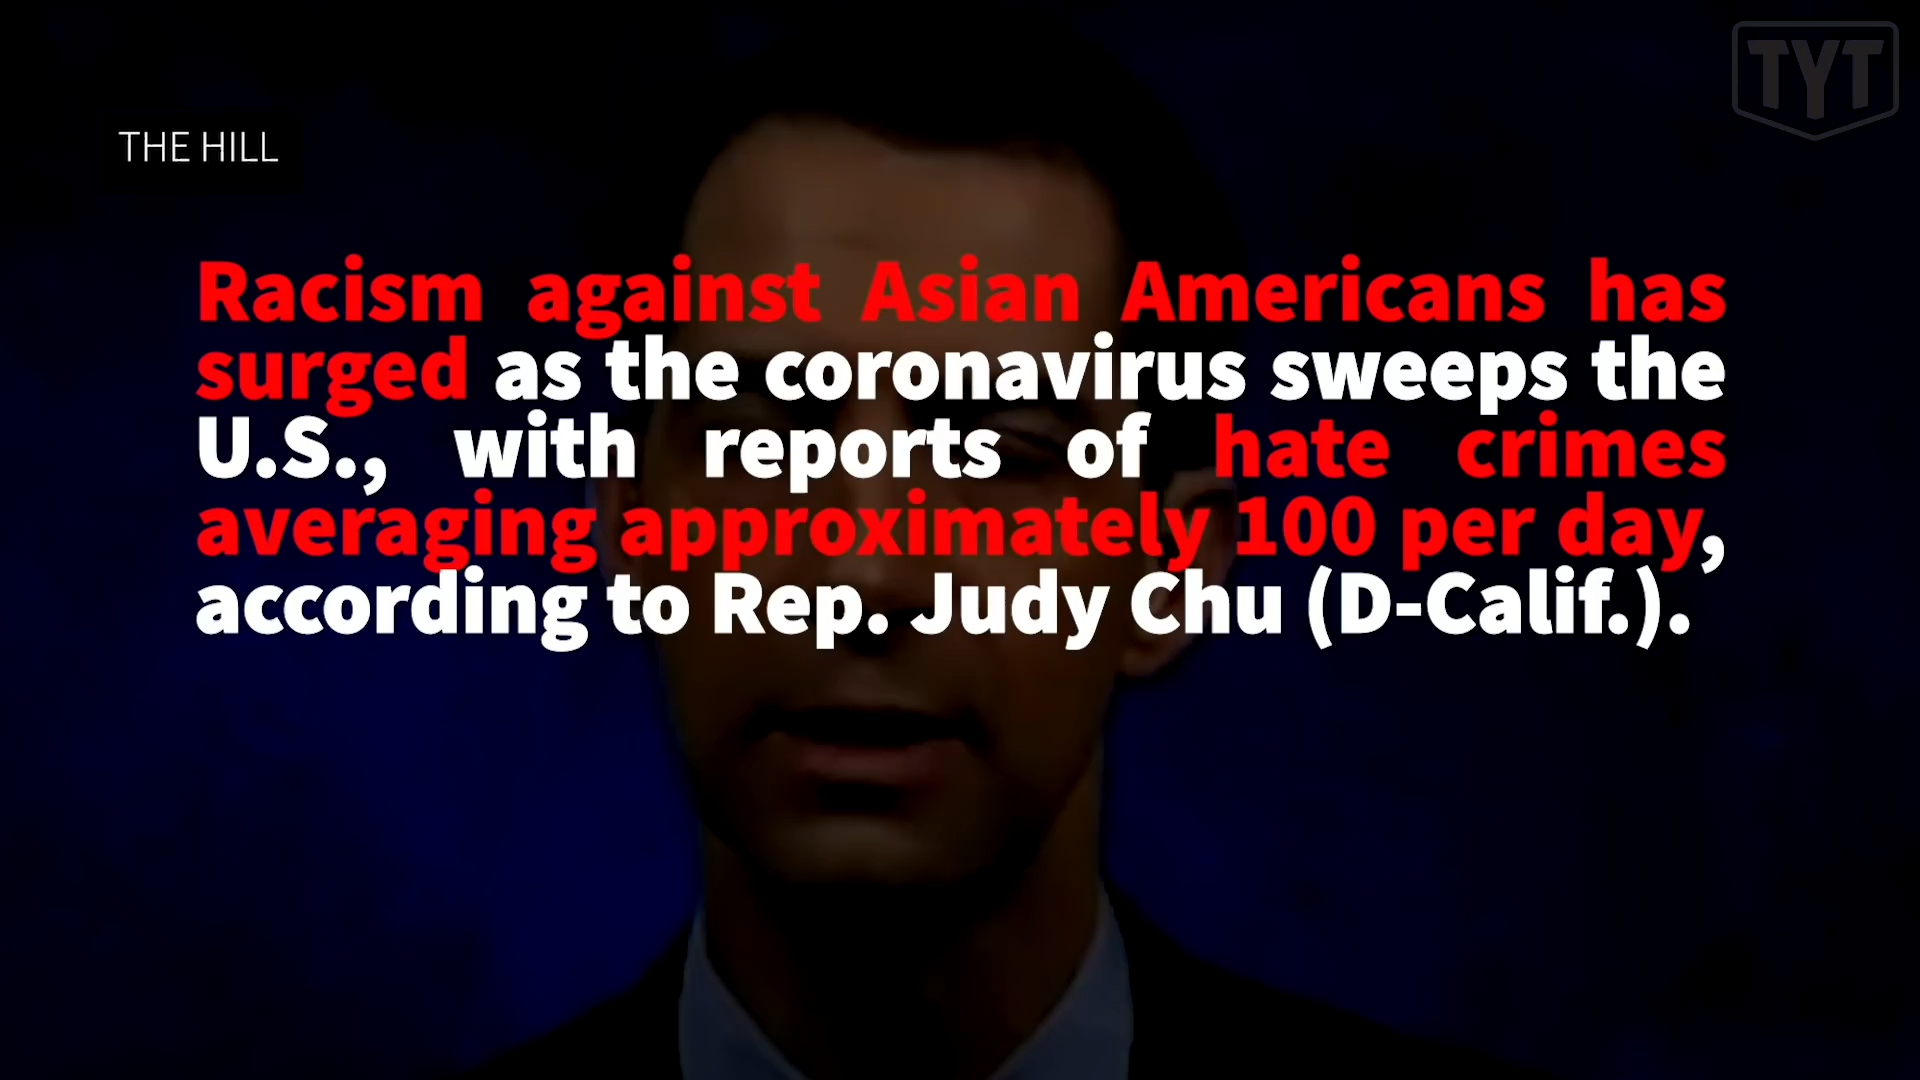 TYT
THE HILL
Racism against Asian Americans has
surged as the coronavirus sweeps the
U.S., with reports of hate crimes
averaging approximately 100 per day,
according to Rep. Judy Chu (D-Calif.).